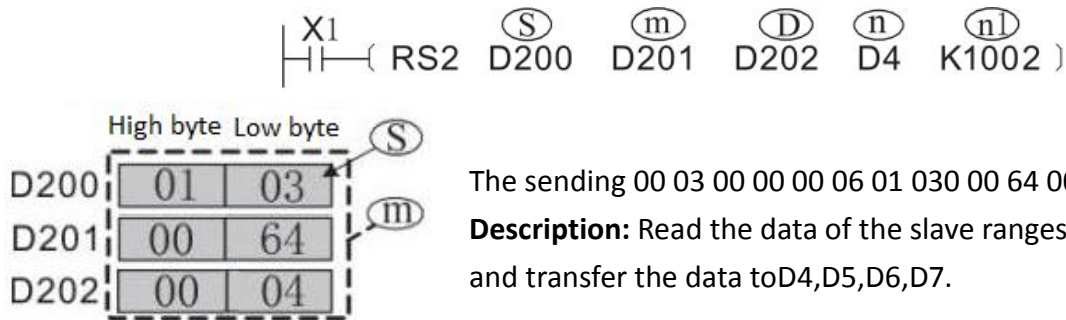 X1 S m D n n1
RS2 D200 D201 D202 D4 K1002
High byte Low byte
S
D200 01 03
m
D201 00 64
D202 00 04
The sending 00 03 00 00 00 06 01 030 00 64 00
Description: Read the data of the slave ranges
and transfer the data toD4,D5,D6,D7.